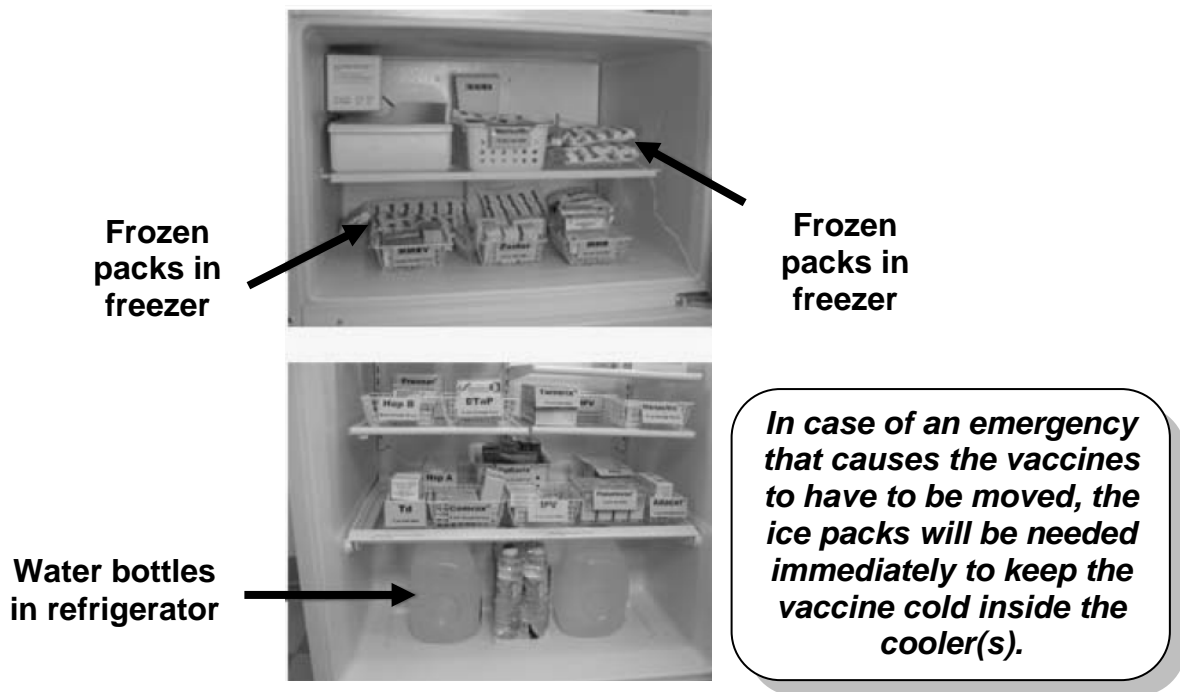 Frozen
packs in
freezer
Frozen
packs in
freezer
Hep B
DTaP
IPV
Hep A
Td
IPV
Water bottles
in refrigerator
In case of an emergency
that causes the vaccines
to have to be moved, the
ice packs will be needed
immediately to keep the
vaccine cold inside the
cooler(s).